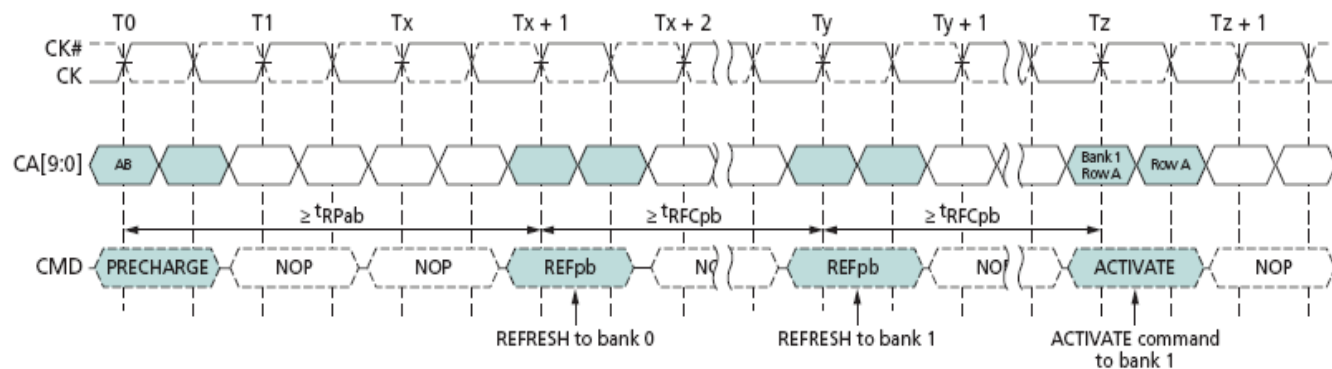 T0 T1 Tx Tx + 1 Tx + 2 Ty Ty + 1 Tz Tz + 1
CK#
CK
CA[9:0] AB Bank 1 Row A Row A
≥ tRPab ≥ tRFCpb ≥ tRFCpb
CMD PRECHARGE NOP NOP REFpb NO REFpb NOP ACTIVATE NOP
REFRESH to bank 0 REFRESH to bank 1 ACTIVATE command
to bank 1